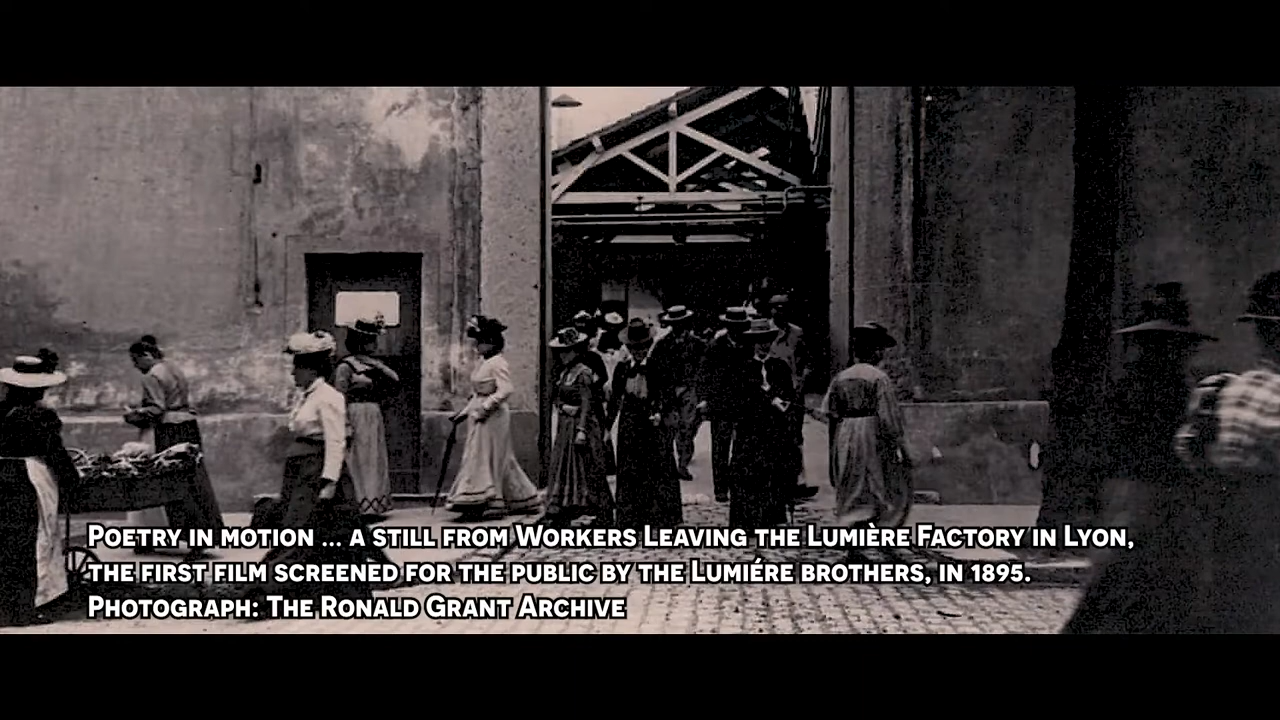 Poetry in motion ... a still from Workers Leaving the Lumière Factory in Lyon,
the first film screened for the public by the Lumiére brothers, in 1895.
Photograph: The Ronald Grant Archive